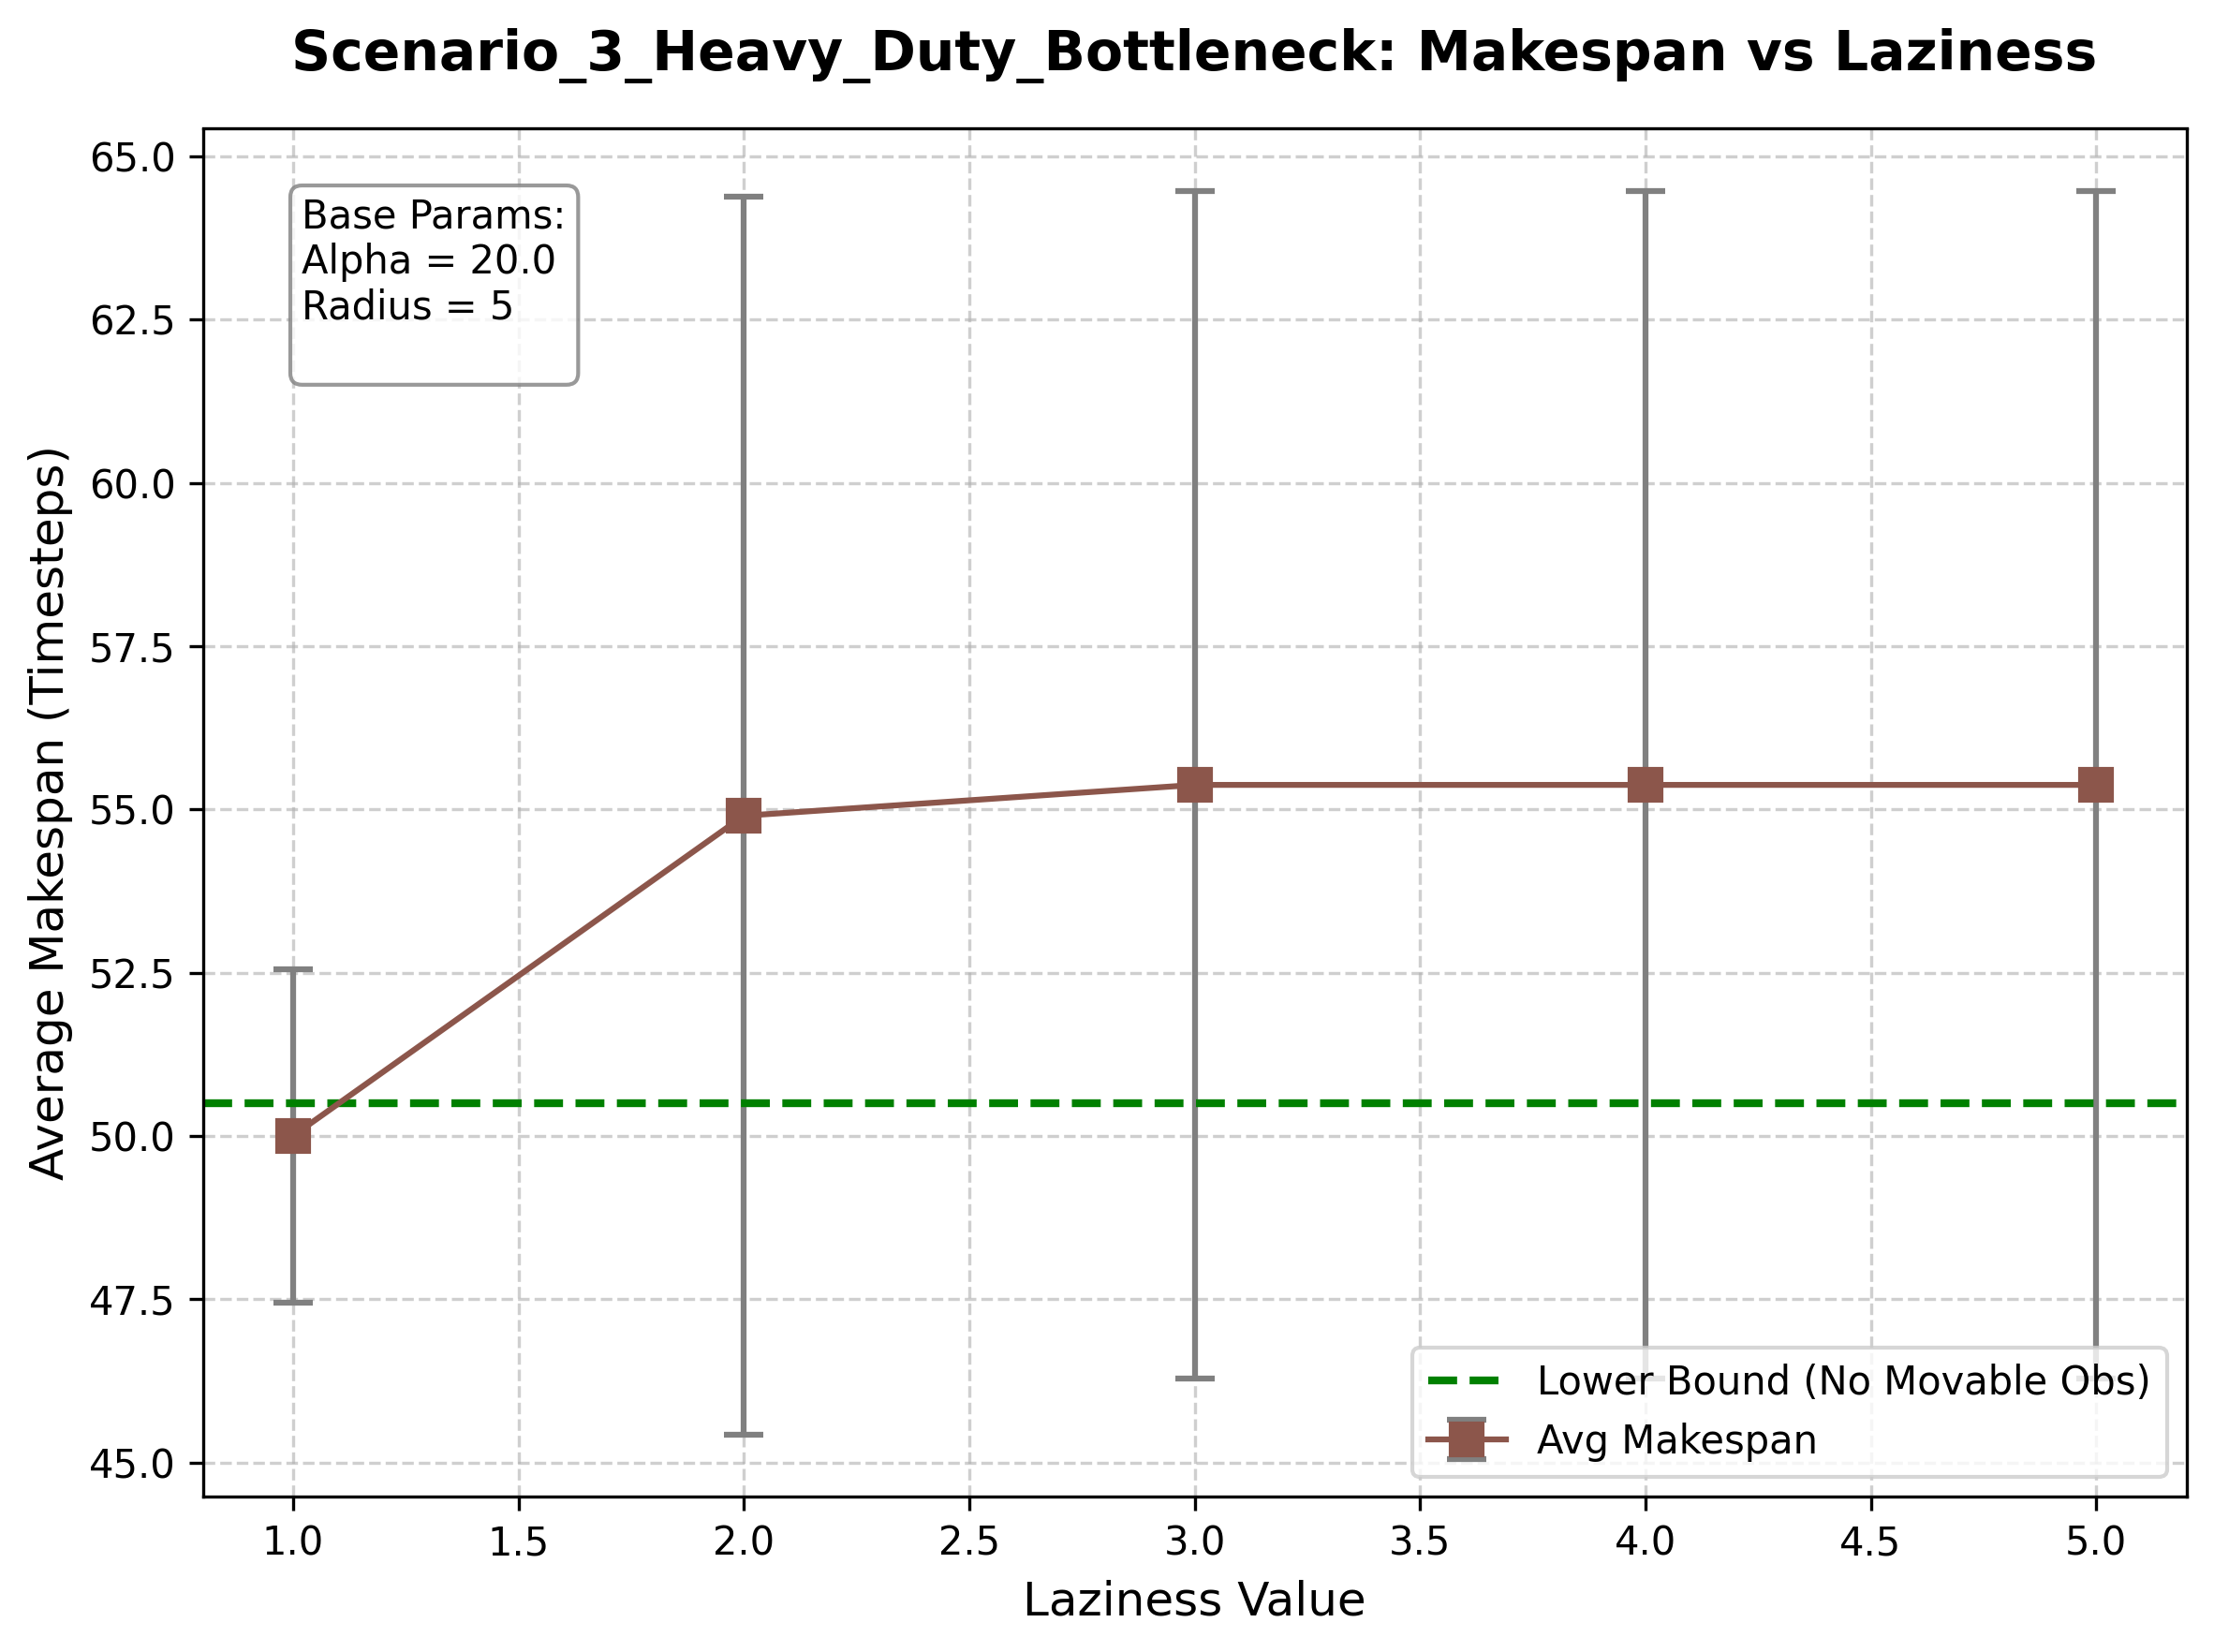 Scenario_3_Heavy_Duty_Bottleneck: Makespan vs Laziness
Base Params:
Alpha = 20.0
Radius = 5
Average Makespan (Timesteps)
65.0
62.5
60.0
57.5
55.0
52.5
50.0
47.5
45.0
Lower Bound (No Movable Obs)
Avg Makespan
1.0 1.5 2.0 2.5 3.0 3.5 4.0 4.5 5.0
Laziness Value